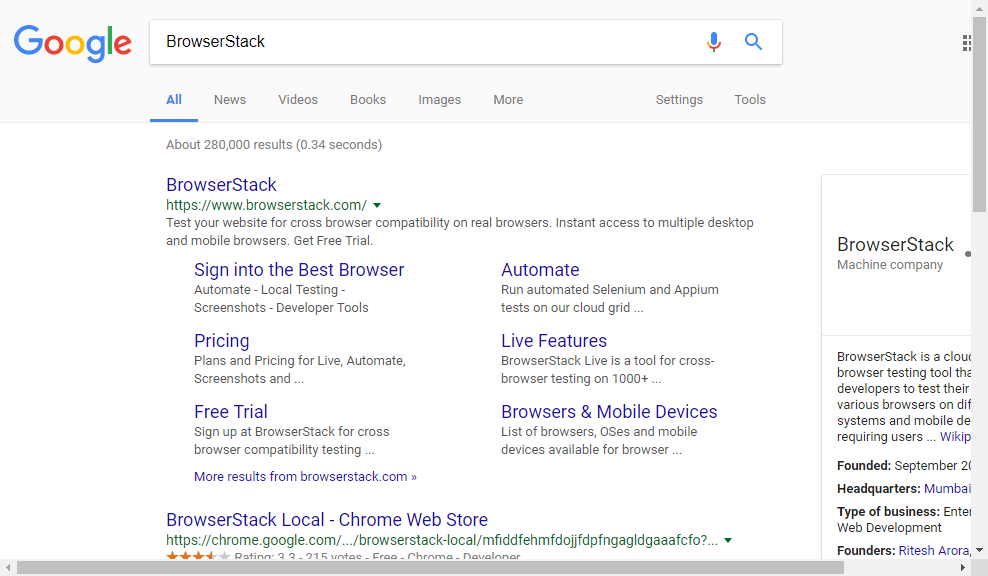 Google
BrowserStack
All News Videos Books Images More Settings Tools
About 280,000 results (0.34 seconds)
BrowserStack
https://www.browserstack.com/
Test your website for cross browser compatibility on real browsers. Instant access to multiple desktop
and mobile browsers. Get Free Trial.
Sign into the Best Browser
Automate - Local Testing -
Screenshots - Developer Tools
Automate
Run automated Selenium and Appium
tests on our cloud grid ...
Pricing
Plans and Pricing for Live, Automate,
Screenshots and ...
Live Features
BrowserStack Live is a tool for cross-
browser testing on 1000+ ...
Free Trial
Sign up at BrowserStack for cross
browser compatibility testing ...
Browsers & Mobile Devices
List of browsers, OSes and mobile
devices available for browser ...
More results from browserstack.com »
BrowserStack Local - Chrome Web Store
https://chrome.google.com/.../browserstack-local/mfiddfehmfdojjfdpfngagldgaaafcfo?...
Rating: 3.3 - 215 votes - Free - Chrome - Developer
BrowserStack
Machine company
BrowserStack is a
browser testing tool
developers to test their
various browsers on
systems and mobile
requiring users ...
Founded: September
Headquarters: Mumbai
Type of business:
Web Development
Founders: Ritesh Arora,